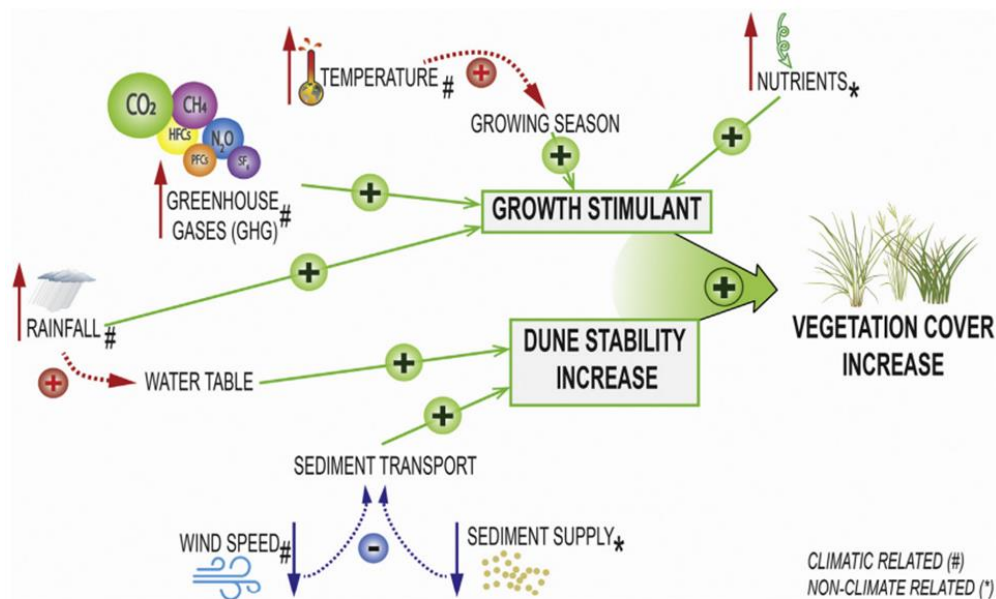 TEMPERATURE#
NUTRIENTS*
CO₂
CH₄
HFCs
N₂O
PFCs
SF₆
+
GROWING SEASON
+
+
GREENHOUSE
GASES (GHG)#
+
GROWTH STIMULANT
+
+
RAINFALL#
VEGETATION COVER
INCREASE
DUNE STABILITY
INCREASE
+
WATER TABLE
+
+
SEDIMENT TRANSPORT
WIND SPEED#
-
SEDIMENT SUPPLY*
CLIMATIC RELATED (#)
NON-CLIMATE RELATED (*)